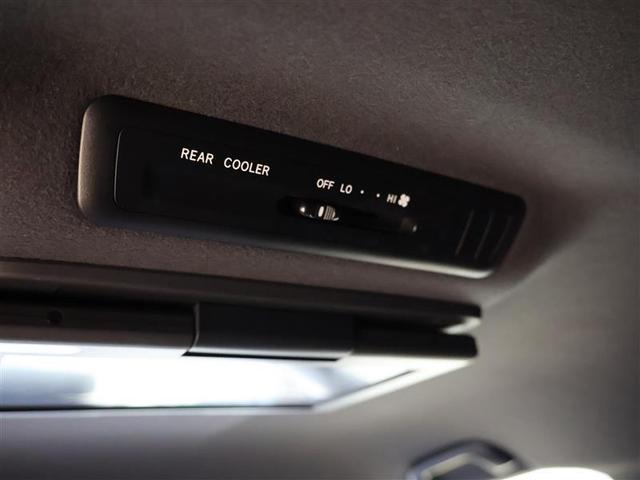 REAR COOLER
OFF LO • • HI